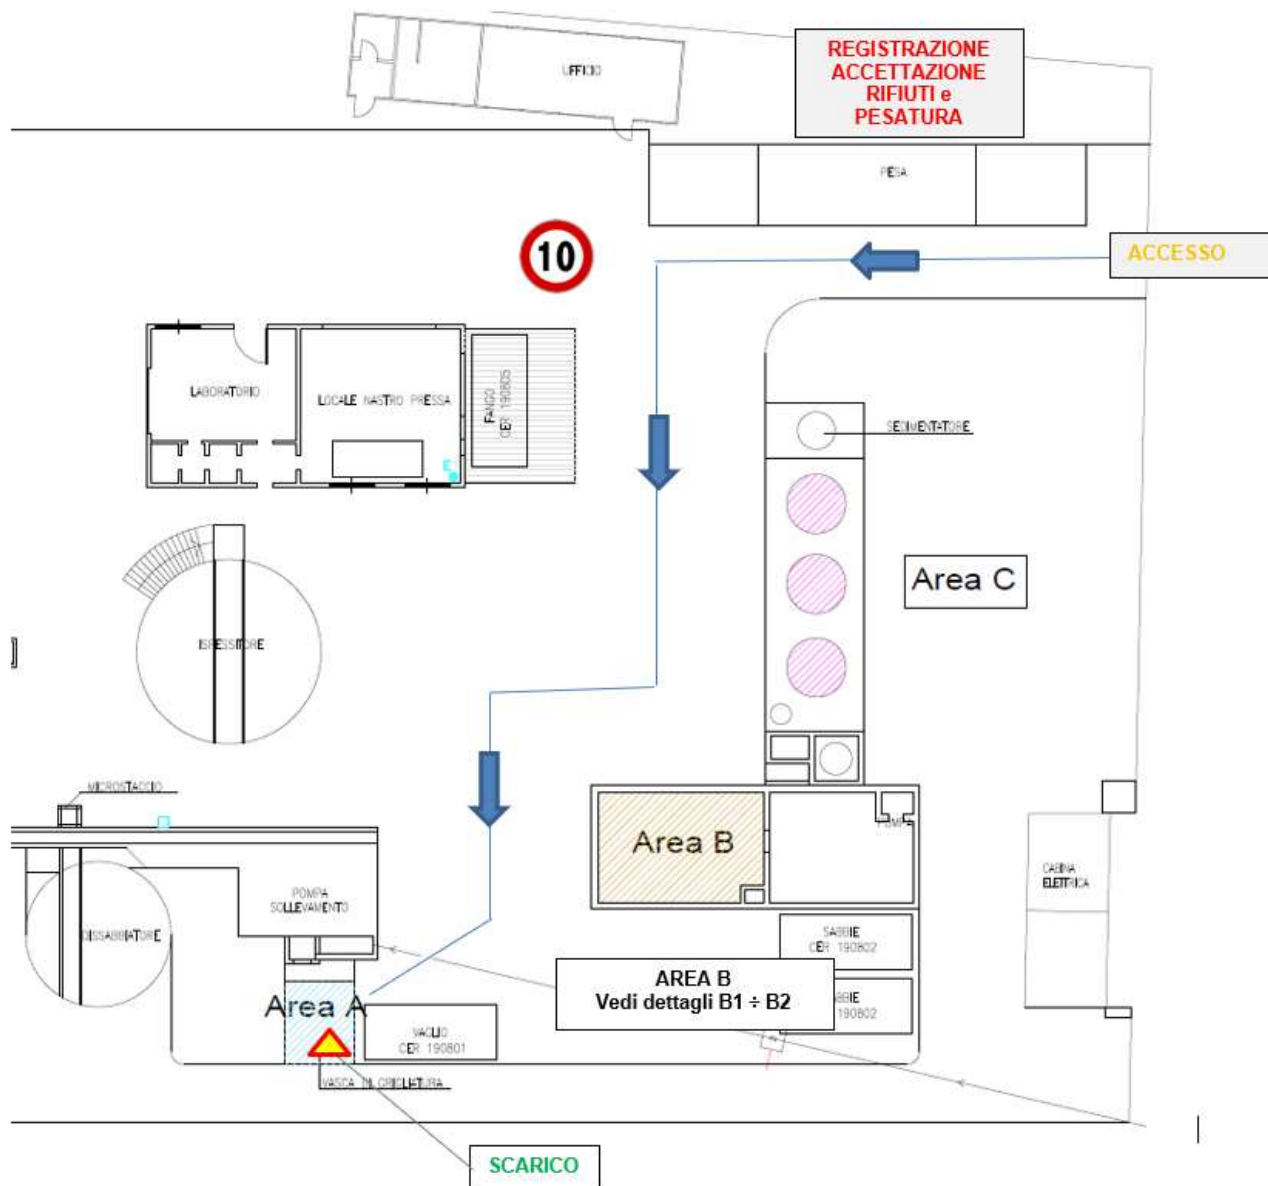 REGISTRAZIONE
ACCETTAZIONE
RIFIUTI e
PESATURA
UFFICIO
PESA
ACCESSO
10
LABORATORIO
LOCALE NASTRO PRESSA
FANGO
CER 190805
SEDIMENTATORE
Area C
ISPESSITORE
MICROSTACCIO
Area B
CABINA
ELETTRICA
POMPA
SOLLEVAMENTO
DISSABBIATORE
SABBIE
CER 190802
AREA B
Vedi dettagli B1 ÷ B2
BBIE
190802
Area A
VAGLIO
CER 190801
VASCA DI GRIGLIATURA
SCARICO